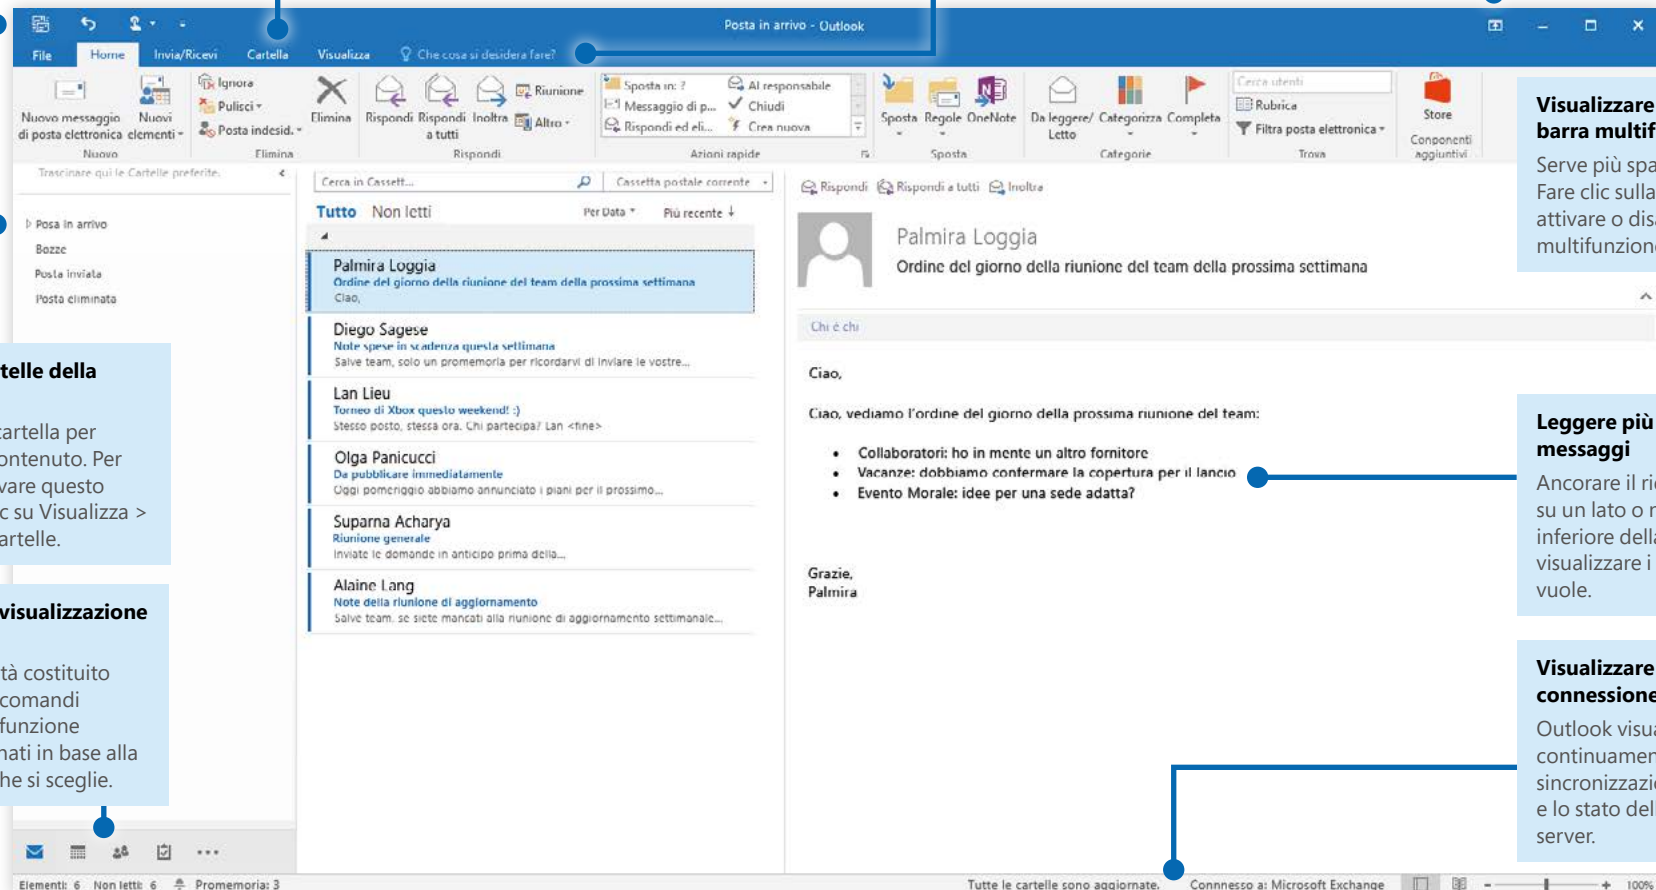 Posta in arrivo - Outlook
File Home Invia/Ricevi Cartella Visualizza Che cosa si desidera fare?
Nuovo messaggio di posta elettronica
Nuovi elementi
Nuovo
Ignora
Pulisci
Posta indesid.
Elimina
Elimina
Rispondi
Rispondi a tutti
Inoltra
Riunione
Altro
Rispondi
Sposta in: ?
Messaggio di p...
Rispondi ed eli...
Al responsabile
Chiudi
Crea nuova
Azioni rapide
Sposta Regole OneNote
Sposta
Da leggere/ Letto
Categorizza
Completa
Categorie
Cerca utenti
Rubrica
Filtra posta elettronica
Trova
Store
Conponenti aggiuntivi
Trascinare qui le Cartelle preferite.
Posa in arrivo
Bozze
Posta inviata
Posta eliminata
telle della
cartella per
ontenuto. Per
vare questo
c su Visualizza >
artelle.
visualizzazione
tà costituito
comandi
funzione
nati in base alla
he si sceglie.
Elementi: 6 Non letti: 6 Promemoria: 3
Cerca in Cassett...
Cassetta postale corrente
Tutto Non letti Per Data Più recente
Palmira Loggia
Ordine del giorno della riunione del team della prossima settimana
Ciao,
Diego Sagese
Note spese in scadenza questa settimana
Salve team, solo un promemoria per ricordarvi di inviare le vostre...
Lan Lieu
Torneo di Xbox questo weekend! :)
Stesso posto, stessa ora. Chi partecipa? Lan <fine>
Olga Panicucci
Da pubblicare immediatamente
Oggi pomeriggio abbiamo annunciato i piani per il prossimo...
Suparna Acharya
Riunione generale
Inviate le domande in anticipo prima della...
Alaine Lang
Note della riunione di aggiornamento
Salve team, se siete mancati alla riunione di aggiornamento settimanale...
Rispondi Rispondi a tutti Inoltra
Palmira Loggia
Ordine del giorno della riunione del team della prossima settimana
Chi è chi
Ciao,
Ciao, vediamo l'ordine del giorno della prossima riunione del team:
• Collaboratori: ho in mente un altro fornitore
• Vacanze: dobbiamo confermare la copertura per il lancio
• Evento Morale: idee per una sede adatta?
Grazie,
Palmira
Visualizzare
barra multif
Serve più spa
Fare clic sulla
attivare o disa
multifunzione
Leggere più
messaggi
Ancorare il ri
su un lato o
inferiore della
visualizzare i
vuole.
Visualizzare
connessione
Outlook visua
continuamen
sincronizzazi
e lo stato del
server.
Tutte le cartelle sono aggiornate. Connnesso a: Microsoft Exchange 100%